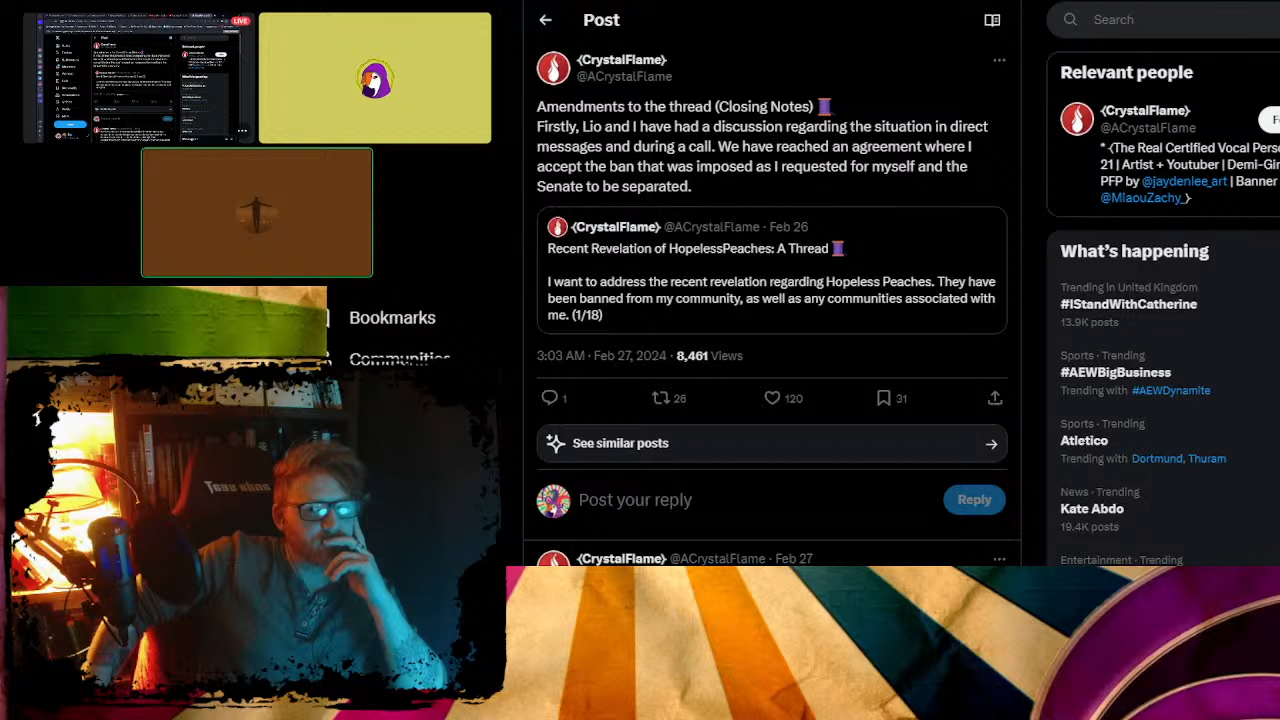 LIVE
Bookmarks
Communities
Post
{CrystalFlame}
@ACrystalFlame
Amendments to the thread (Closing Notes)
Firstly, Lio and I have had a discussion regarding the situation in direct
messages and during a call. We have reached an agreement where I
accept the ban that was imposed as I requested for myself and the
Senate to be separated.
{CrystalFlame} @ACrystalFlame · Feb 26
Recent Revelation of HopelessPeaches: A Thread
I want to address the recent revelation regarding Hopeless Peaches. They have
been banned from my community, as well as any communities associated with
me. (1/18)
3:03 AM · Feb 27, 2024 · 8,461 Views
1 26 120 31
See similar posts
Post your reply
Reply
{CrystalFlame} @ACrystalFlame · Feb 27
Search
Relevant people
{CrystalFlame}
@ACrystalFlame
*-{The Real Certified Vocal
21 | Artist + Youtuber |
PFP by @jaydenlee_art | Banner
@MiaouZachy_}
What's happening
Trending in United Kingdom
#IStandWithCatherine
13.9K posts
Sports · Trending
#AEWBigBusiness
Trending with #AEWDynamite
Sports · Trending
Atletico
Trending with Dortmund, Thuram
News · Trending
Kate Abdo
19.4K posts
Entertainment · Trending